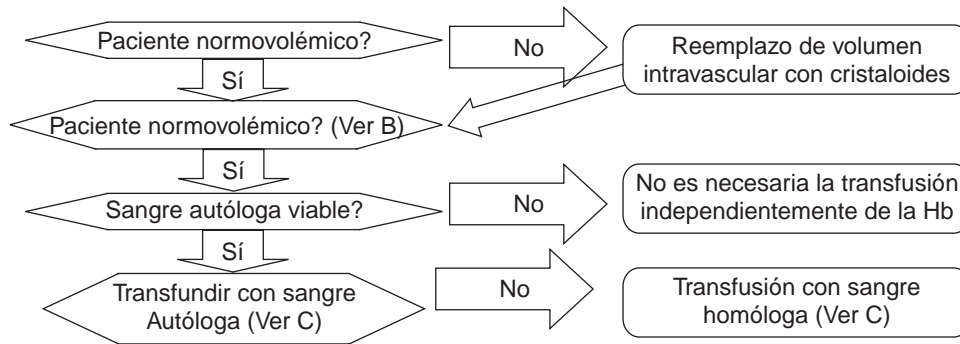 Paciente normovolémico?
No
Reemplazo de volumen
intravascular con cristaloides
Sí
Paciente normovolémico? (Ver B)
Sí
Sangre autóloga viable?
No
No es necesaria la transfusión
independientemente de la Hb
Sí
Transfundir con sangre
Autóloga (Ver C)
No
Transfusión con sangre
homóloga (Ver C)